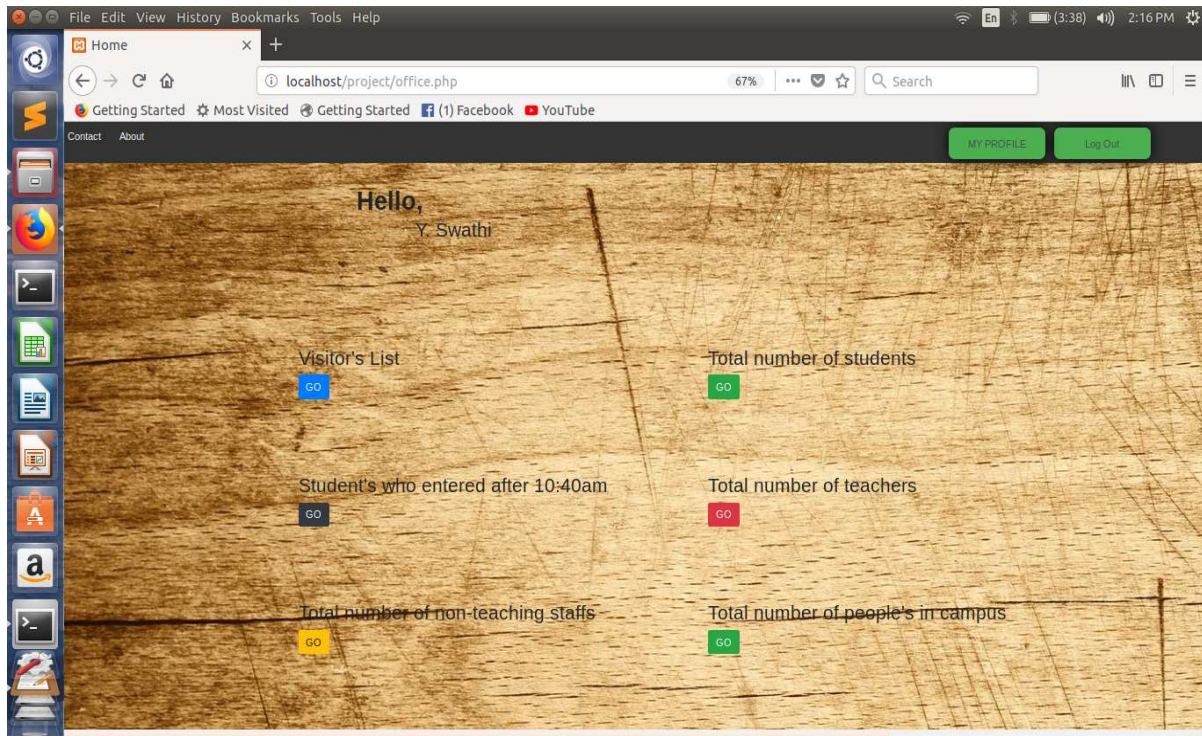 File Edit View History Bookmarks Tools Help
En (3:38) 2:16 PM
Home
localhost/project/office.php 67% Search
Getting Started Most Visited Getting Started (1) Facebook YouTube
Contact About MY PROFILE Log Out
Hello,
Y. Swathi
Visitor's List
GO
Total number of students
GO
Student's who entered after 10:40am
GO
Total number of teachers
GO
Total number of non-teaching staffs
GO
Total number of people's in campus
GO